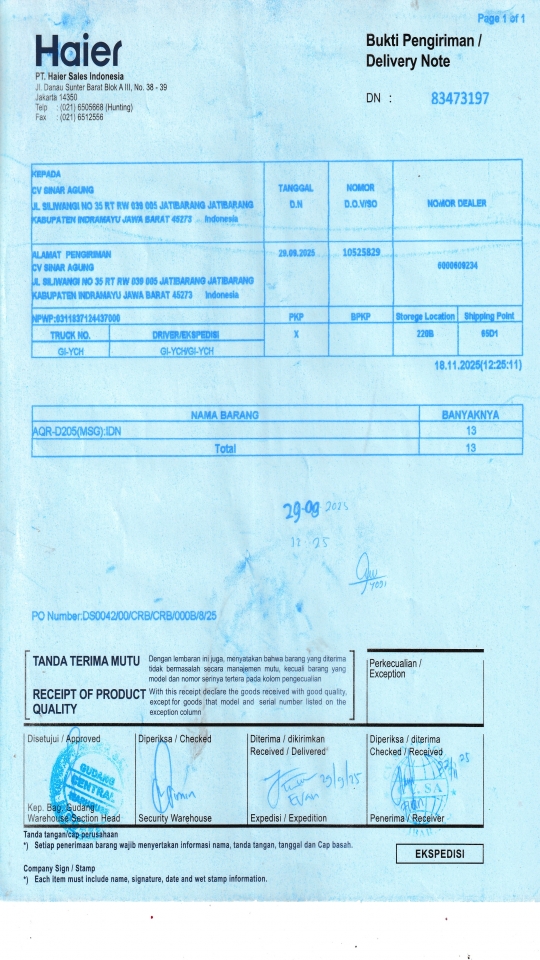 Page 1 of 1
Haier
Bukti Pengiriman /
Delivery Note
PT. Haier Sales Indonesia
Jl. Danau Sunter Barat Blok A III, No. 38 - 39
Jakarta 14350
Telp : (021) 6505668 (Hunting)
Fax : (021) 6512556
DN : 83473197
KEPADA
CV SINAR AGUNG
JL SILIWANGI NO 35 RT RW 039 005 JATIBARANG JATIBARANG
KABUPATEN INDRAMAYU JAWA BARAT 45273 Indonesia
TANGGAL
D.N
NOMOR
D.O.V/SO
NOMOR DEALER
ALAMAT PENGIRIMAN
CV SINAR AGUNG
JL SILIWANGI NO 35 RT RW 039 005 JATIBARANG JATIBARANG
KABUPATEN INDRAMAYU JAWA BARAT 45273 Indonesia
29.09.2025
10525829
6000609234
NPWP:0311837124437000
PKP
BPKP
Storege Location
Shipping Point
TRUCK NO.
DRIVER/EKSPEDISI
X
220B
65D1
GI-YCH
GI-YCH/GI-YCH
18.11.2025(12:25:11)
NAMA BARANG
BANYAKNYA
AQR-D205(MSG):IDN
13
Total
13
29-09 2025
PO Number:DS0042/00/CRB/CRB/000B/8/25
TANDA TERIMA MUTU
Dengan lembaran ini juga, menyatakan bahwa barang yang diterima
tidak bermasalah secara manajemen mutu, kecuali barang yang
model dan nomor serinya tertera pada kolom pengecualian
RECEIPT OF PRODUCT
QUALITY
With this receipt declare the goods received with good quality,
except for goods that model and serial number listed on the
exception column
Perkecualian /
Exception
Disetujui / Approved
Diperiksa / Checked
Diterima / dikirimkan
Received / Delivered
Diperiksa / diterima
Checked / Received
GUDANG
CENTRAL
29/9/25
Evan
Kep. Bag. Gudang
Warehouse Section Head
Security Warehouse
Expedisi / Expedition
Penerima / Receiver
Tanda tangan/cap perusahaan
*) Setiap penerimaan barang wajib menyertakan informasi nama, tanda tangan, tanggal dan Cap basah.
EKSPEDISI
Company Sign / Stamp
*) Each item must include name, signature, date and wet stamp information.